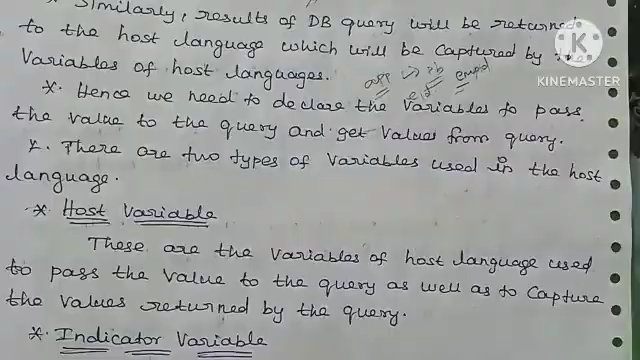 * Similarly, results of DB query will be returned
to the host language which will be captured by the
Variables of host languages.
*. Hence we need to declare the variables to pass
the value to the query and get values from query.
*. There are two types of variables used in the host
language.
*. Host Variable
These are the variables of host language used
to pass the value to the query as well as to capture
the values returned by the query.
*. Indicator Variable
KINEMASTER